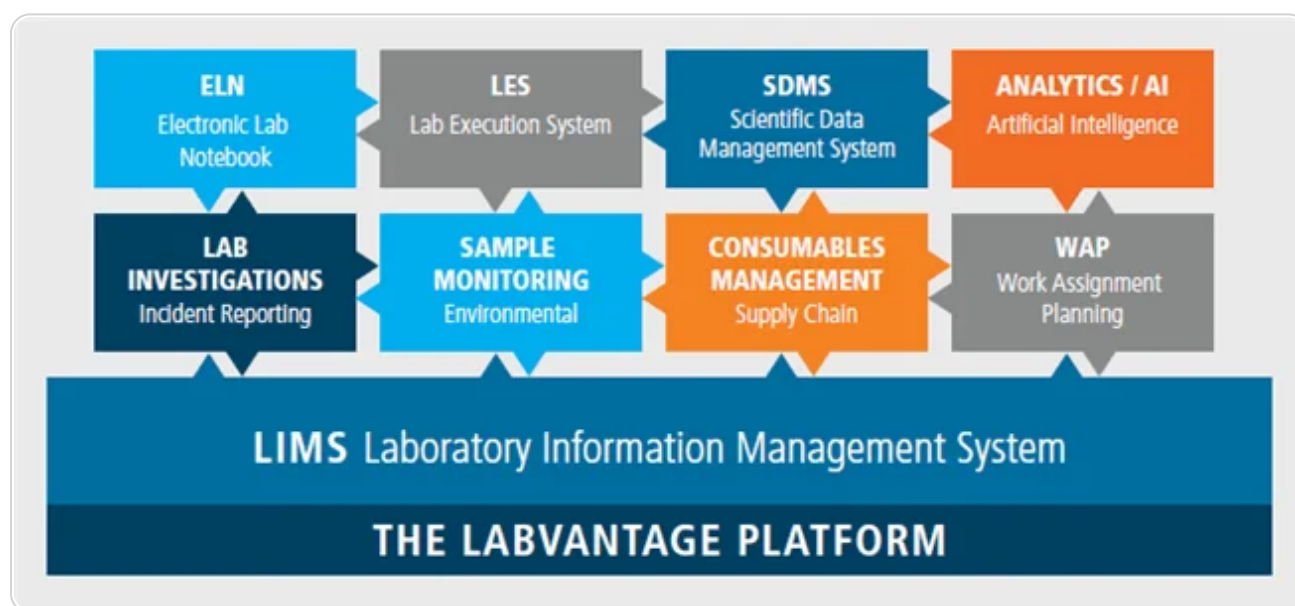 ELN
Electronic Lab
Notebook
LES
Lab Execution System
SDMS
Scientific Data
Management System
ANALYTICS / AI
Artificial Intelligence
LAB
INVESTIGATIONS
Incident Reporting
SAMPLE
MONITORING
Environmental
CONSUMABLES
MANAGEMENT
Supply Chain
WAP
Work Assignment
Planning
LIMS Laboratory Information Management System
THE LABVANTAGE PLATFORM